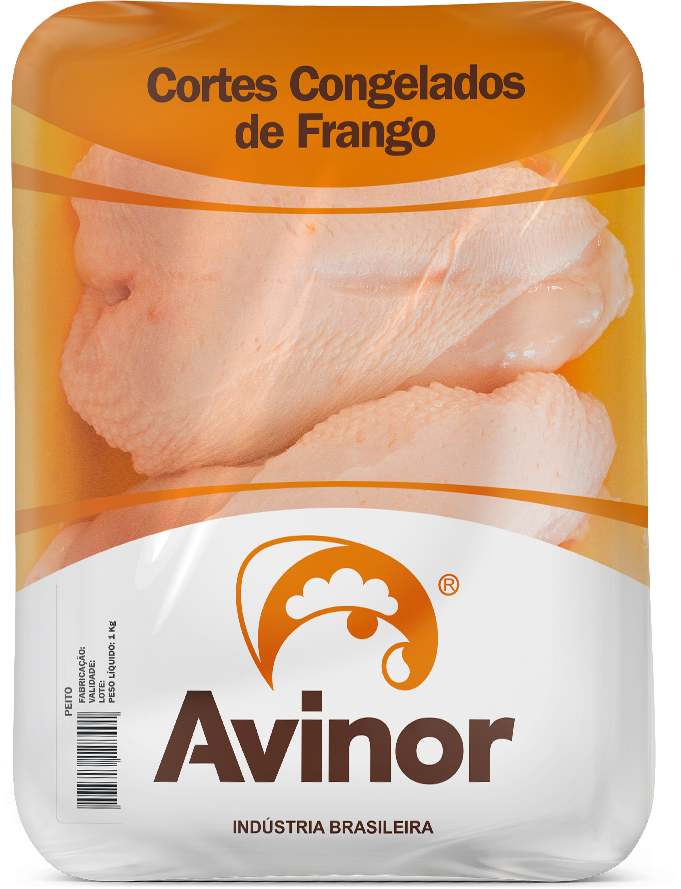 Cortes Congelados
de Frango
®
Avinor
INDÚSTRIA BRASILEIRA
PEITO
FABRICAÇÃO:
VALIDADE:
LOTE:
PESO LÍQUIDO: 1 Kg